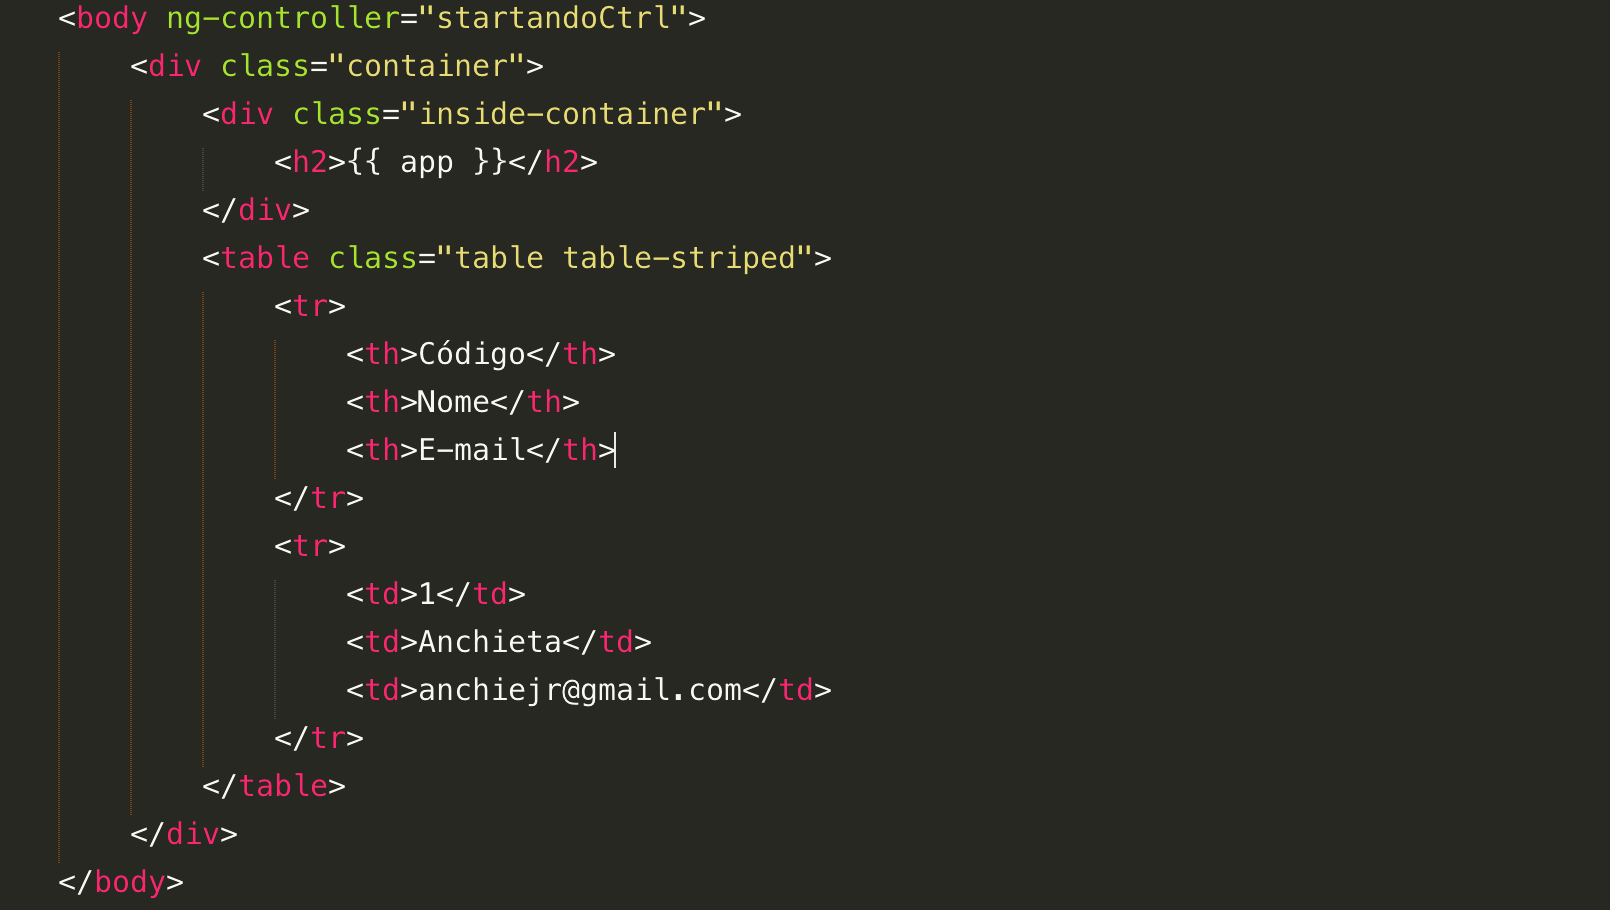 <body ng-controller="startandoCtrl">
<div class="container">
<div class="inside-container">
<h2>{{ app }}</h2>
</div>
<table class="table table-striped">
<tr>
<th>Código</th>
<th>Nome</th>
<th>E-mail</th>
</tr>
<tr>
<td>1</td>
<td>Anchieta</td>
<td>anchiejr@gmail.com</td>
</tr>
</table>
</div>
</body>